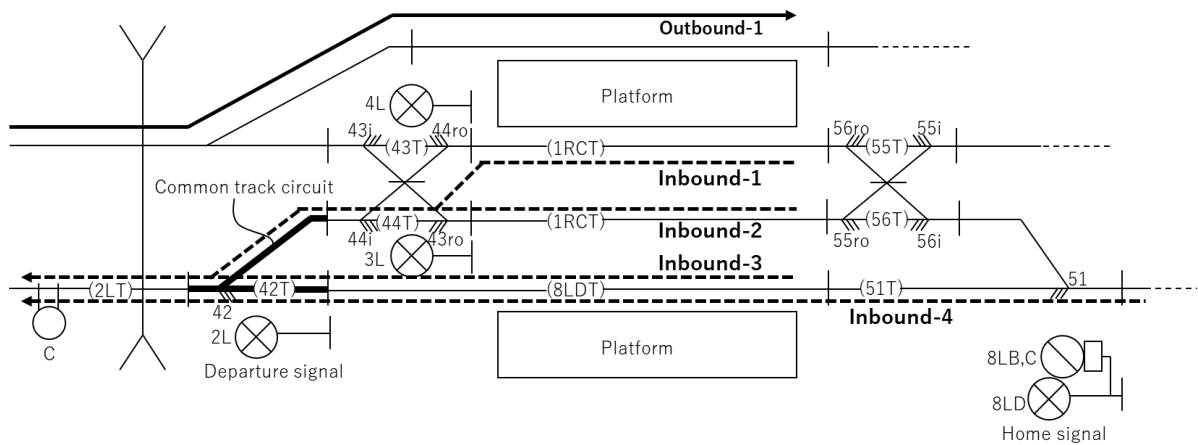 Outbound-1
Platform
4L
43i
44ro
(43T)
(1RCT)
56ro
55i
(55T)
Common track circuit
Inbound-1
(44T)
(1RCT)
(56T)
44i
43ro
Inbound-2
55ro
56i
3L
Inbound-3
(2LT)
(42T)
(8LDT)
(51T)
51
42
Inbound-4
C
2L
Departure signal
Platform
8LB,C
8LD
Home signal